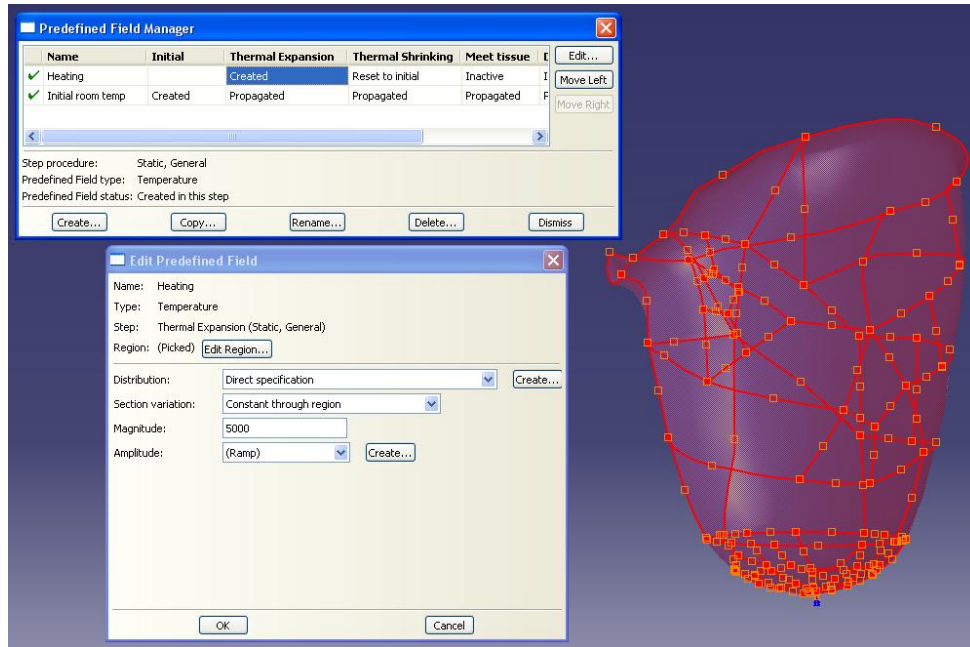 Predefined Field Manager
Name Initial Thermal Expansion Thermal Shrinking Meet tissue
Heating Created Reset to initial Inactive
Initial room temp Created Propagated Propagated Propagated
Edit...
Move Left
Move Right
Step procedure: Static, General
Predefined Field type: Temperature
Predefined Field status: Created in this step
Create... Copy... Rename... Delete... Dismiss
Edit Predefined Field
Name: Heating
Type: Temperature
Step: Thermal Expansion (Static, General)
Region: (Picked) Edit Region...
Distribution: Direct specification Create...
Section variation: Constant through region
Magnitude: 5000
Amplitude: (Ramp) Create...
OK Cancel